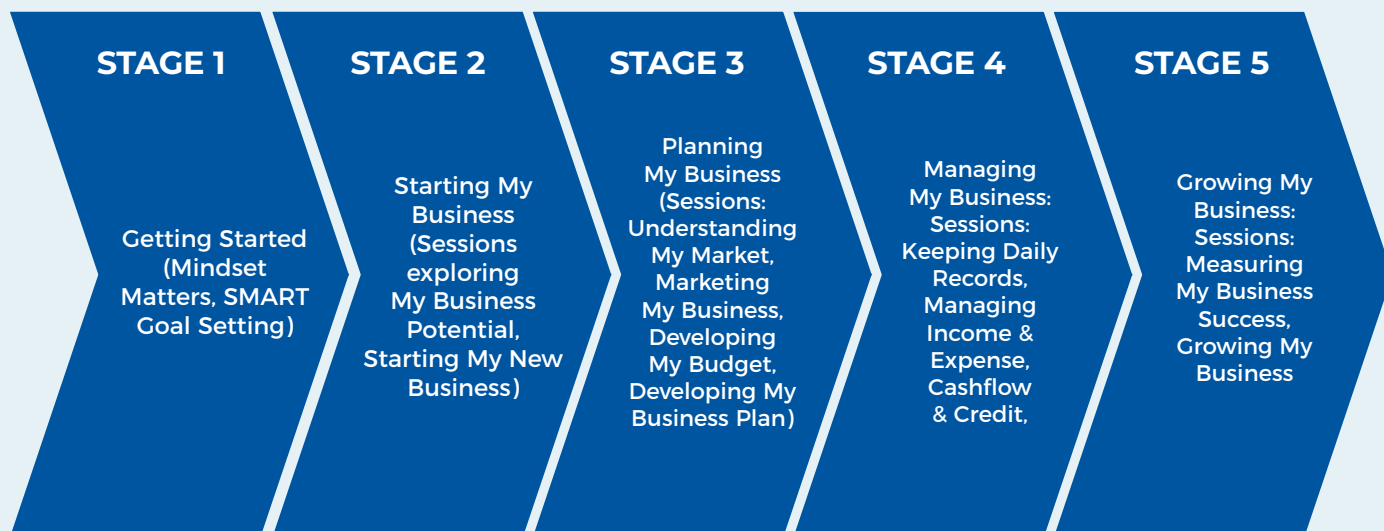 STAGE 1
Getting Started
(Mindset
Matters, SMART
Goal Setting)
STAGE 2
Starting My
Business
(Sessions
exploring
My Business
Potential,
Starting My New
Business)
STAGE 3
Planning
My Business
(Sessions:
Understanding
My Market,
Marketing
My Business,
Developing
My Budget,
Developing My
Business Plan)
STAGE 4
Managing
My Business:
Sessions:
Keeping Daily
Records,
Managing
Income &
Expense,
Cashflow
& Credit,
STAGE 5
Growing My
Business:
Sessions:
Measuring
My Business
Success,
Growing My
Business